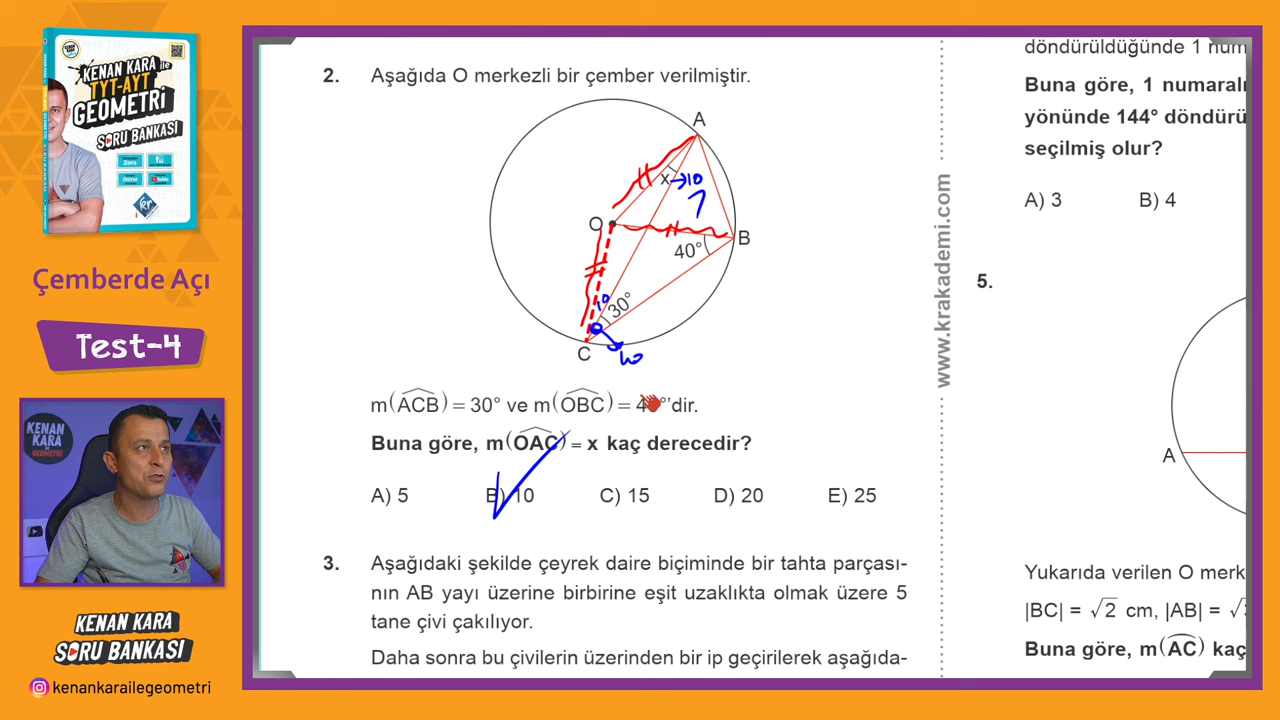 KENAN KARA ile
TYT-AYT
GEOMETRİ
SORU BANKASI
Çemberde Açı
Test-4
KENAN KARA
GEOMETRİ
KENAN KARA
SORU BANKASI
kenankarailegeometri
2. Aşağıda O merkezli bir çember verilmiştir.
A
x
10
O
B
40°
10
30°
C
40
m(ACB) = 30° ve m(OBC) = 4 °'dir.
Buna göre, m(OAC) = x kaç derecedir?
A) 5 B) 10 C) 15 D) 20 E) 25
3. Aşağıdaki şekilde çeyrek daire biçiminde bir tahta parçası-
nın AB yayı üzerine birbirine eşit uzaklıkta olmak üzere 5
tane çivi çakılıyor.
Daha sonra bu çivilerin üzerinden bir ip geçirilerek aşağıda-
www.krakademi.com
döndürüldüğünde 1 num
Buna göre, 1 numaral
yönünde 144° döndürü
seçilmiş olur?
A) 3 B) 4
5.
A
Yukarıda verilen O merk
|BC| = √2 cm, |AB| = √
Buna göre, m(AC) kaç